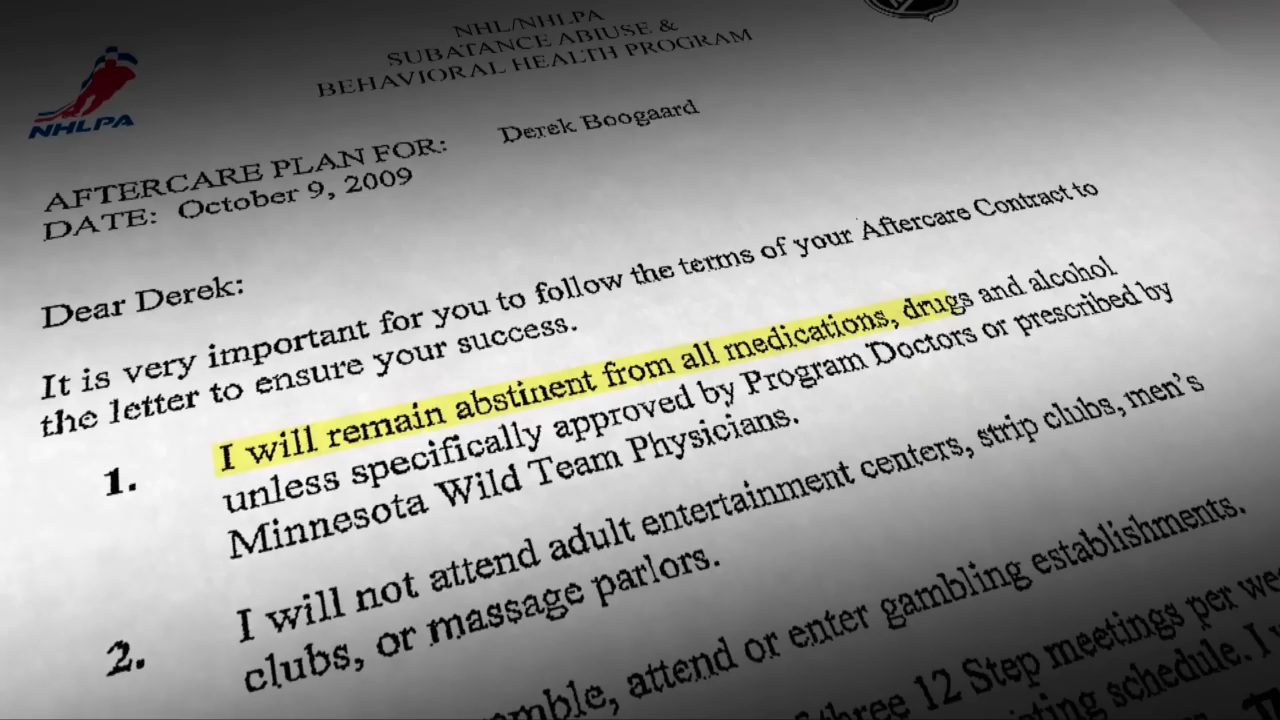 NHL/NHLPA
SUBATANCE ABIUSE &
BEHAVIORAL HEALTH PROGRAM
NHLPA
AFTERCARE PLAN FOR: Derek Boogaard
DATE: October 9, 2009
Dear Derek:
It is very important for you to follow the terms of your Aftercare Contract to
the letter to ensure your success.
1. I will remain abstinent from all medications, drugs and alcohol
unless specifically approved by Program Doctors or prescribed by
Minnesota Wild Team Physicians.
2. I will not attend adult entertainment centers, strip clubs, men's
clubs, or massage parlors.
attend or enter gambling establishments.
three 12 Step meetings per
schedule. I